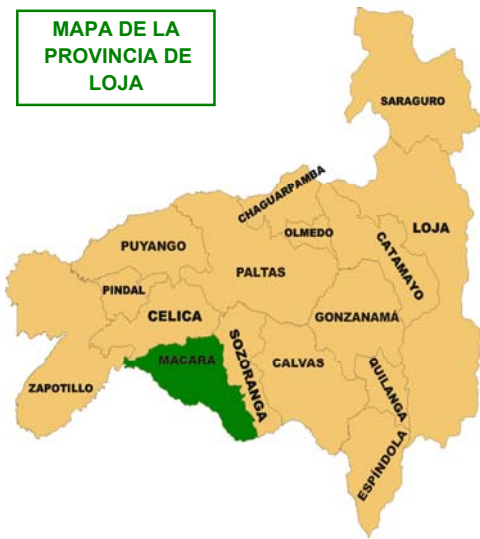 MAPA DE LA
PROVINCIA DE
LOJA
SARAGURO
CHAGUARPAMBA
LOJA
OLMEDO
CATAMAYO
PUYANGO
PALTAS
PINDAL
CELICA
GONZANAMÁ
SOZORANGA
MACARA
CALVAS
QUILANGA
ZAPOTILLO
ESPÍNDOLA